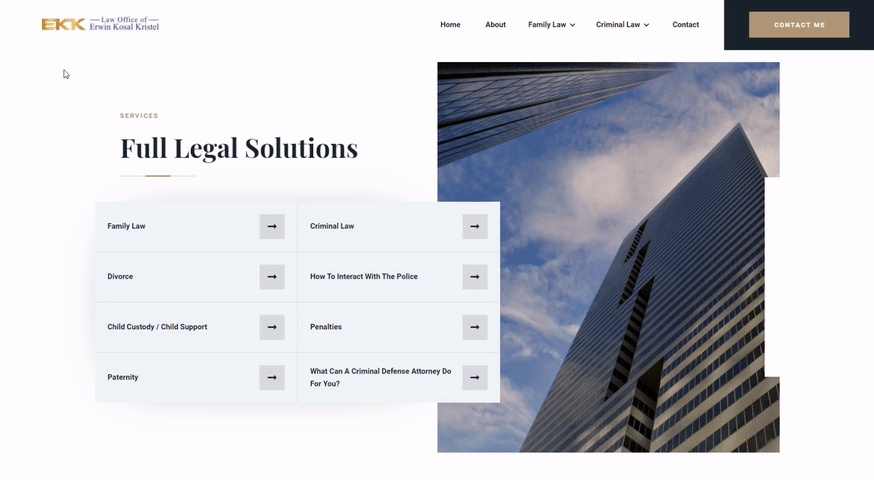 EKK Law Office of
Erwin Kosal Kristel
Home About Family Law Criminal Law Contact CONTACT ME
SERVICES
Full Legal Solutions
Family Law
Criminal Law
Divorce
How To Interact With The Police
Child Custody / Child Support
Penalties
Paternity
What Can A Criminal Defense Attorney Do
For You?